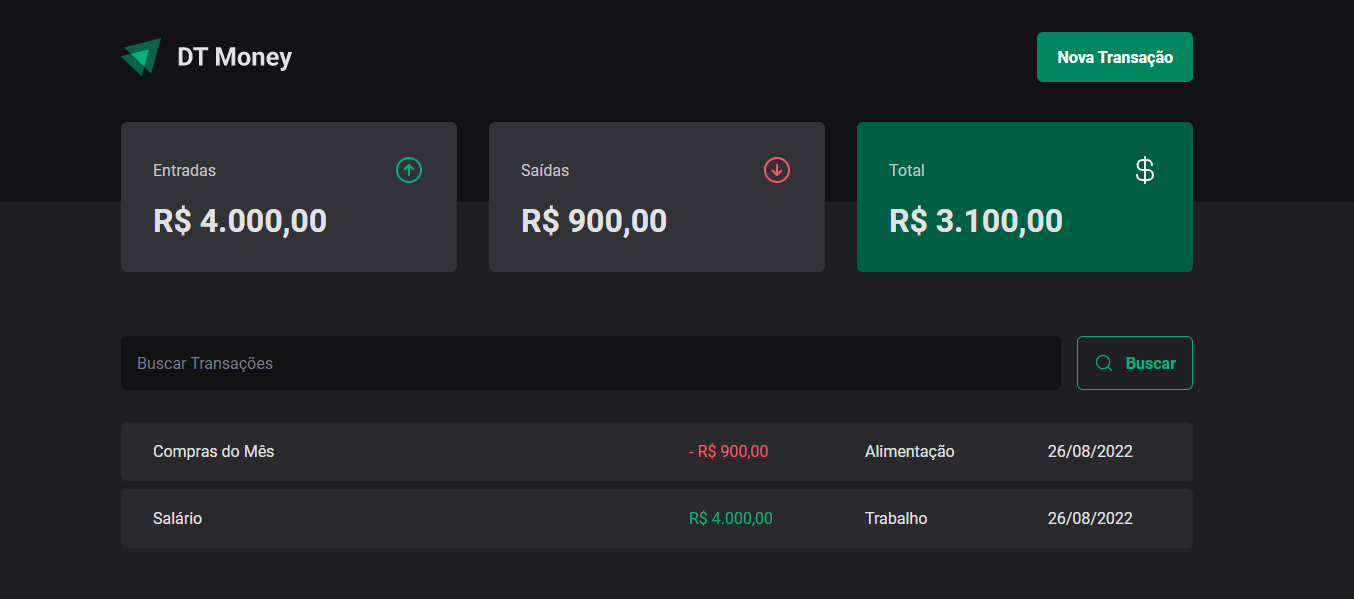 DT Money
Nova Transação
Entradas
R$ 4.000,00
Saídas
R$ 900,00
Total
R$ 3.100,00
Buscar Transações
Buscar
Compras do Mês - R$ 900,00 Alimentação 26/08/2022
Salário R$ 4.000,00 Trabalho 26/08/2022